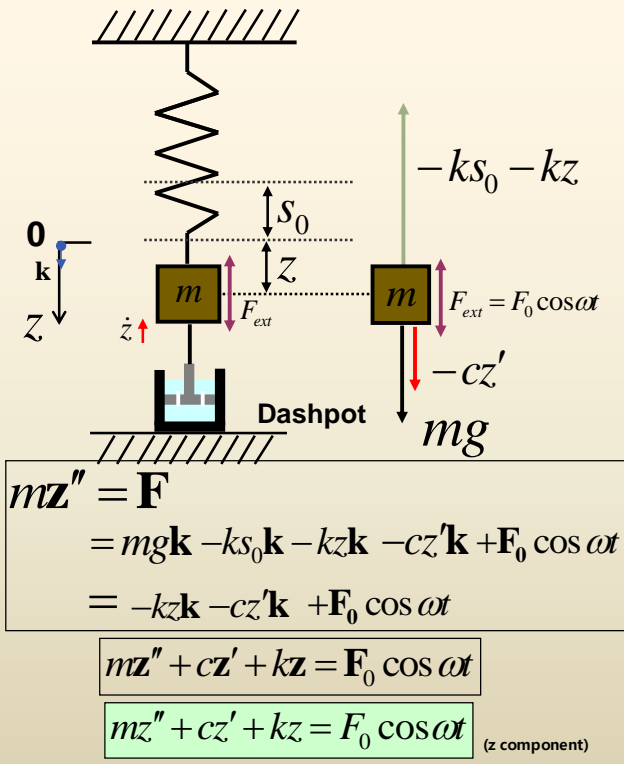 −ks₀ − kz
s₀
0
k
z
z
m
F_ext
m
F_ext = F₀ cos ωt
ż
−cz′
Dashpot
mg
mz″ = F
= mgk − ks₀k − kzk − cz′k + F₀ cos ωt
= −kzk − cz′k + F₀ cos ωt
mz″ + cz′ + kz = F₀ cos ωt
mz″ + cz′ + kz = F₀ cos ωt (z component)